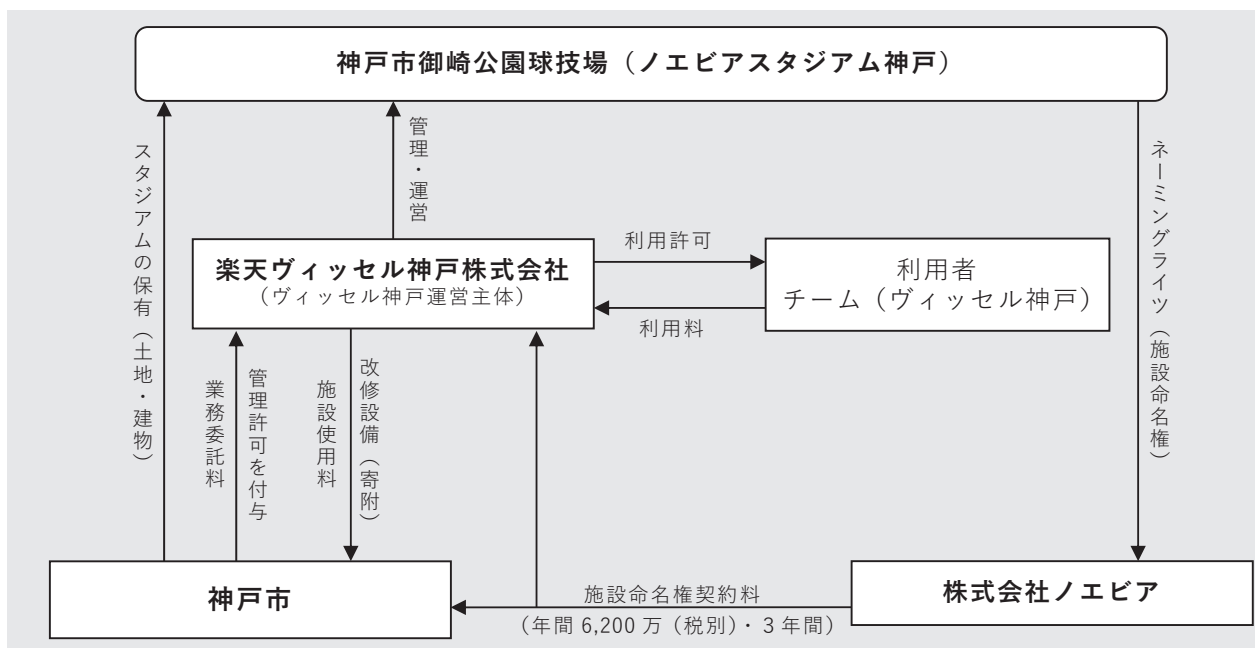 神戸市御崎公園球技場（ノエビアスタジアム神戸）
スタジアムの保有（土地・建物）
管理・運営
ネーミングライツ（施設命名権）
楽天ヴィッセル神戸株式会社
（ヴィッセル神戸運営主体）
利用許可
利用料
利用者
チーム（ヴィッセル神戸）
業務委託料
管理許可を付与
施設使用料
改修設備（寄附）
神戸市
施設命名権契約料
（年間 6,200 万（税別）・3 年間）
株式会社ノエビア